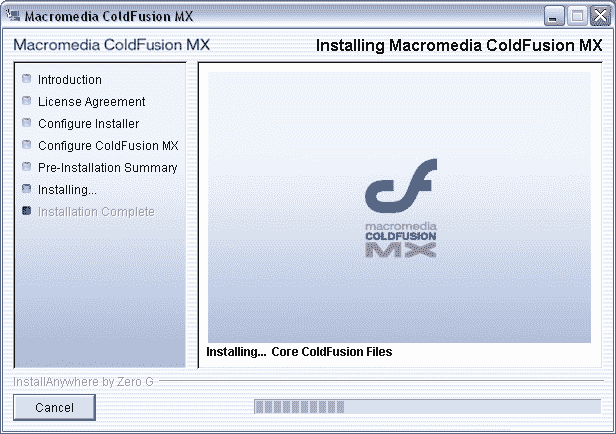 Macromedia ColdFusion MX
Macromedia ColdFusion MX
Installing Macromedia ColdFusion MX
Introduction
License Agreement
Configure Installer
Configure ColdFusion MX
Pre-Installation Summary
Installing...
Installation Complete
cf
macromedia
COLDFUSION
MX
Installing... Core ColdFusion Files
InstallAnywhere by Zero G
Cancel